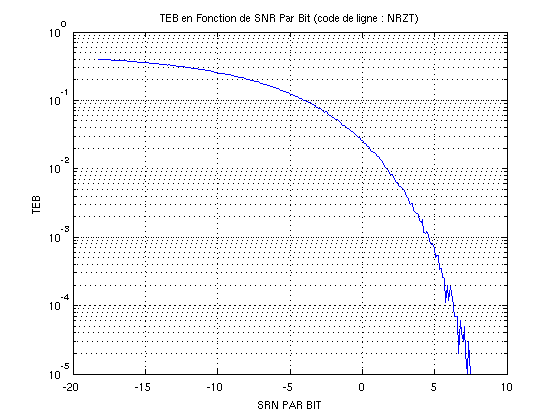 TEB en Fonction de SNR Par Bit (code de ligne : NRZT)
10^0
10^-1
10^-2
10^-3
10^-4
10^-5
TEB
-20 -15 -10 -5 0 5 10
SRN PAR BIT